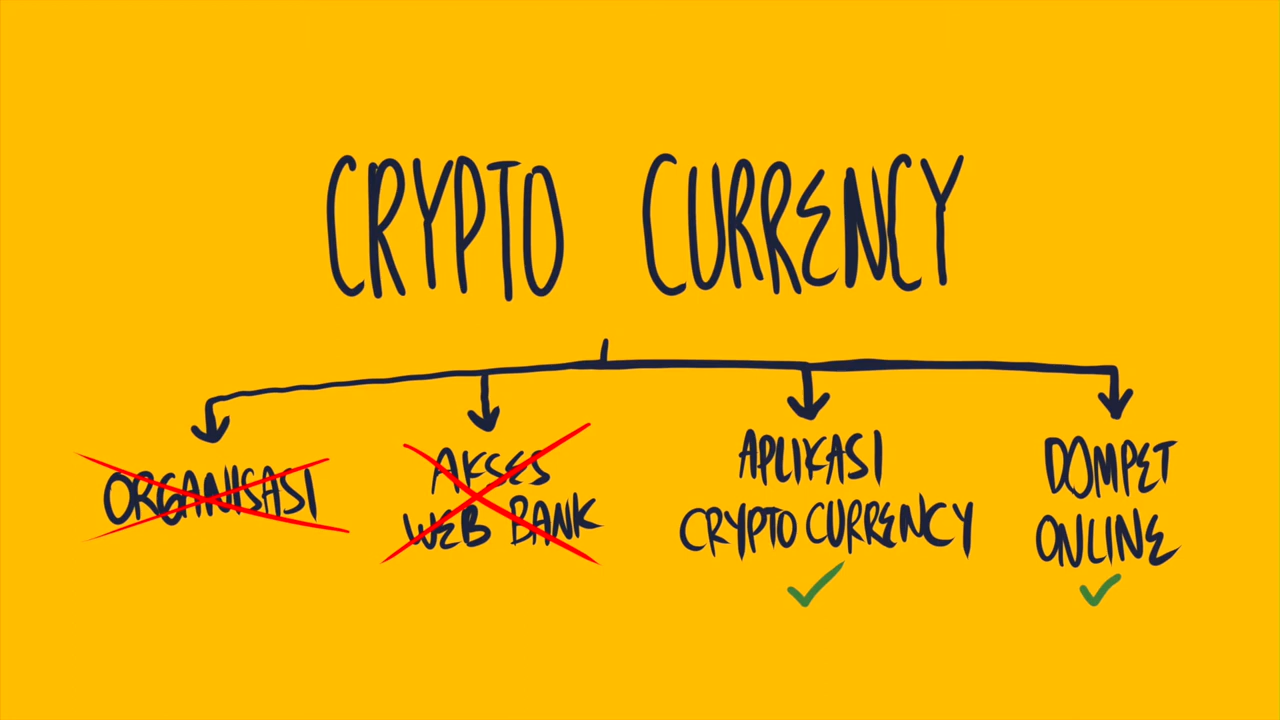 CRYPTO CURRENCY
ORGANISASI
AKSES
WEB BANK
APLIKASI
CRYPTO CURRENCY
DOMPET
ONLINE